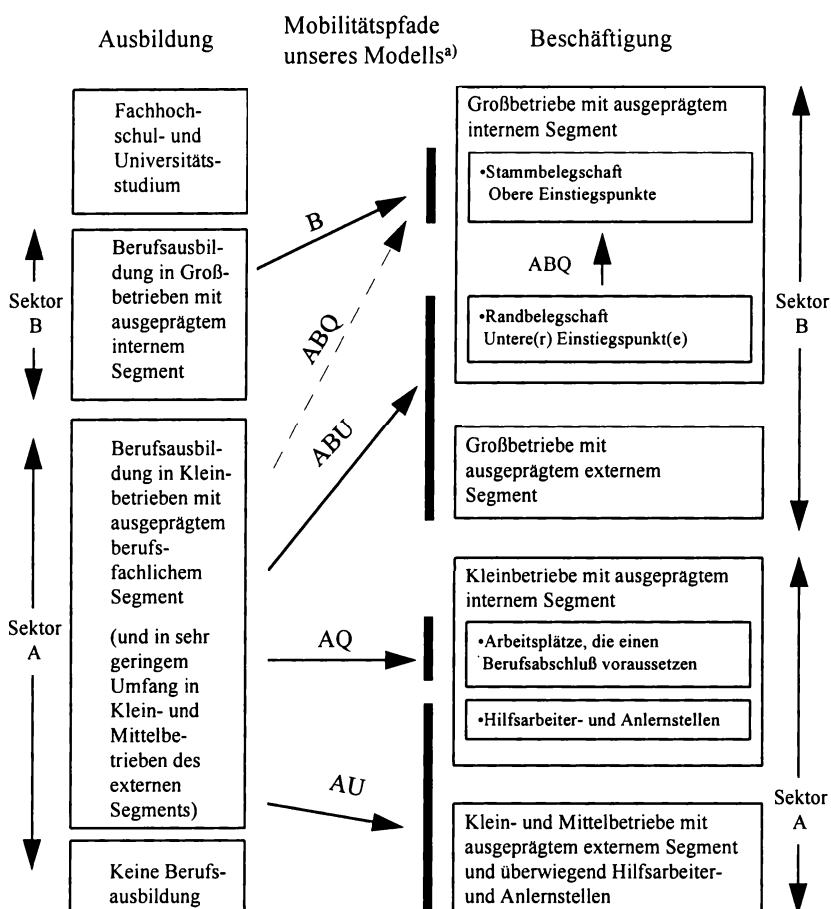 Ausbildung
Mobilitätspfade
unseres Modellsa)
Beschäftigung
Fachhoch-
schul- und
Universitäts-
studium
Sektor
B
Berufsausbil-
dung in Groß-
betrieben mit
ausgeprägtem
internem
Segment
Sektor
A
Berufsausbil-
dung in Klein-
betrieben mit
ausgeprägtem
berufs-
fachlichem
Segment
(und in sehr
geringem
Umfang in
Klein- und
Mittelbe-
trieben des
externen
Segments)
Keine Berufs-
ausbildung
B
ABQ
ABU
AQ
AU
Großbetriebe mit ausgeprägtem
internem Segment
•Stammbelegschaft
Obere Einstiegspunkte
ABQ
•Randbelegschaft
Untere(r) Einstiegspunkt(e)
Großbetriebe mit
ausgeprägtem externem
Segment
Sektor
B
Kleinbetriebe mit ausgeprägtem
internem Segment
•Arbeitsplätze, die einen
Berufsabschluß voraussetzen
•Hilfsarbeiter- und Anlernstellen
Klein- und Mittelbetriebe mit
ausgeprägtem externem Segment
und überwiegend Hilfsarbeiter-
und Anlernstellen
Sektor
A